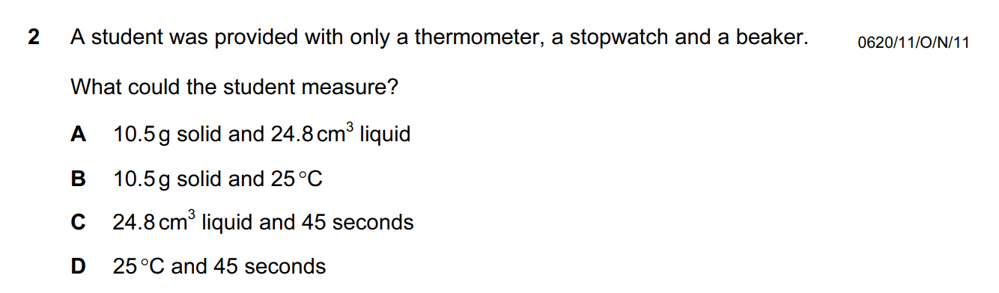 2 A student was provided with only a thermometer, a stopwatch and a beaker. 0620/11/O/N/11
What could the student measure?
A 10.5 g solid and 24.8 cm³ liquid
B 10.5 g solid and 25 °C
C 24.8 cm³ liquid and 45 seconds
D 25 °C and 45 seconds